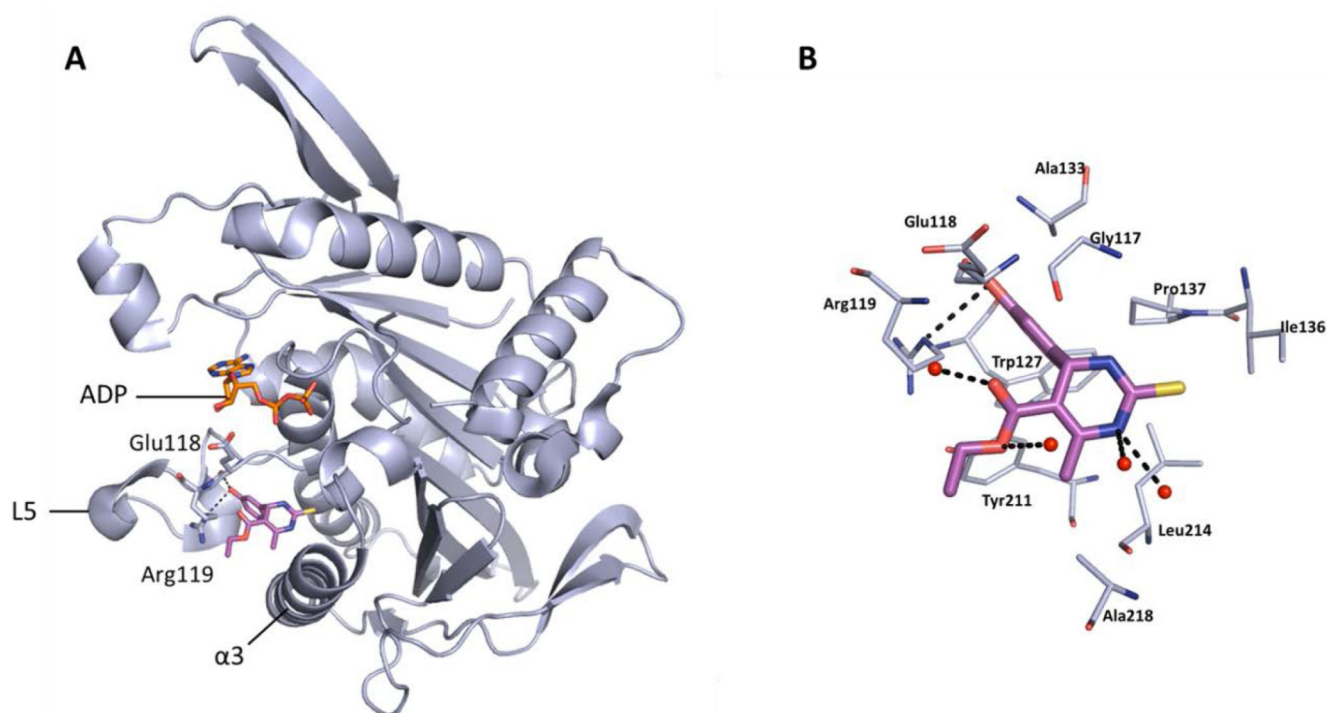 A
ADP
Glu118
L5
Arg119
α3
B
Ala133
Glu118
Gly117
Arg119
Pro137
Ile136
Trp127
Tyr211
Leu214
Ala218